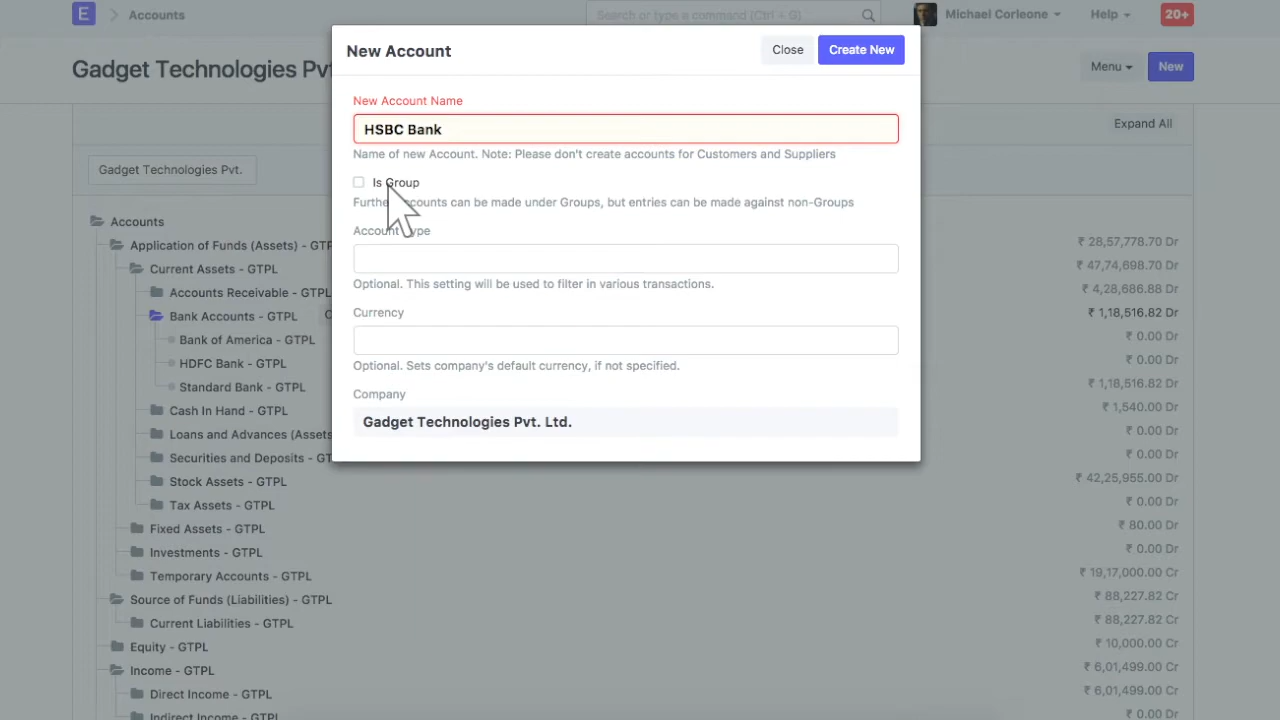 E
Accounts
Search or type a command (Ctrl + G)
Michael Corleone
Help
20+
Gadget Technologies Pv
Menu
New
New Account
Close
Create New
New Account Name
HSBC Bank
Name of new Account. Note: Please don't create accounts for Customers and Suppliers
Is Group
Further accounts can be made under Groups, but entries can be made against non-Groups
Account Type
Optional. This setting will be used to filter in various transactions.
Currency
Optional. Sets company's default currency, if not specified.
Company
Gadget Technologies Pvt. Ltd.
Expand All
Gadget Technologies Pvt.
Accounts
Application of Funds (Assets) - GTP
₹ 28,57,778.70 Dr
Current Assets - GTPL
₹ 47,74,698.70 Dr
Accounts Receivable - GTPL
₹ 4,28,686.88 Dr
Bank Accounts - GTPL
₹ 1,18,516.82 Dr
Bank of America - GTPL
₹ 0.00 Dr
HDFC Bank - GTPL
₹ 0.00 Dr
Standard Bank - GTPL
₹ 1,18,516.82 Dr
Cash In Hand - GTPL
₹ 1,540.00 Dr
Loans and Advances (Assets
₹ 0.00 Dr
Securities and Deposits - GT
₹ 0.00 Dr
Stock Assets - GTPL
₹ 42,25,955.00 Dr
Tax Assets - GTPL
₹ 0.00 Dr
Fixed Assets - GTPL
₹ 80.00 Dr
Investments - GTPL
₹ 0.00 Dr
Temporary Accounts - GTPL
₹ 19,17,000.00 Cr
Source of Funds (Liabilities) - GTPL
₹ 88,227.82 Cr
Current Liabilities - GTPL
₹ 88,227.82 Cr
Equity - GTPL
₹ 10,000.00 Cr
Income - GTPL
₹ 6,01,499.00 Cr
Direct Income - GTPL
₹ 6,01,499.00 Cr
Indirect Income - GTPL
₹ 0.00 Cr